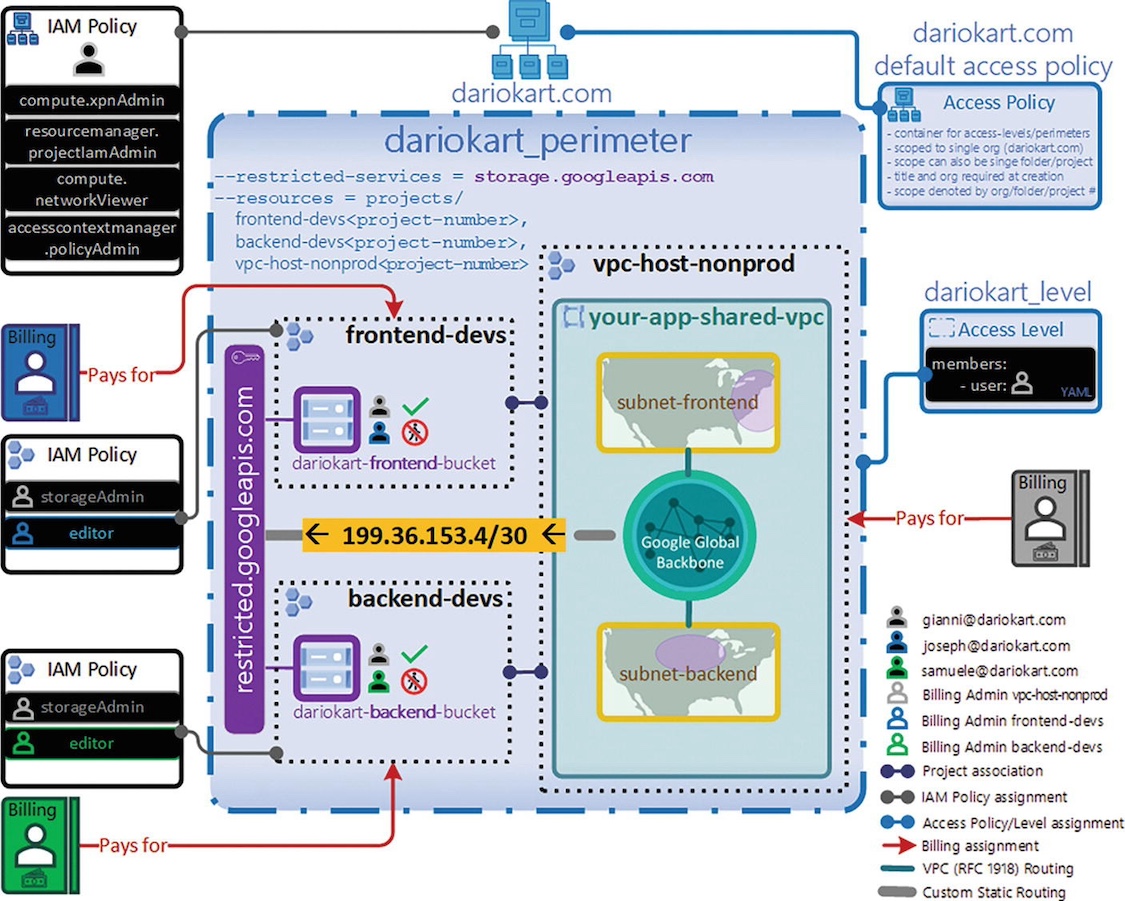 IAM Policy
compute.xpnAdmin
resourcemanager.
projectIamAdmin
compute.
networkViewer
accesscontextmanager
.policyAdmin
dariokart.com
dariokart.com
default access policy
Access Policy
- container for access-levels/perimeters
- scoped to single org (dariokart.com)
- scope can also be singe folder/project
- title and org required at creation
- scope denoted by org/folder/project #
dariokart_perimeter
--restricted-services = storage.googleapis.com
--resources = projects/
frontend-devs<project-number>,
backend-devs<project-number>,
vpc-host-nonprod<project-number>
vpc-host-nonprod
your-app-shared-vpc
subnet-frontend
Google Global
Backbone
subnet-backend
dariokart_level
Access Level
members:
- user:
YAML
Billing
Pays for
frontend-devs
dariokart-frontend-bucket
restricted.googleapis.com
199.36.153.4/30
IAM Policy
storageAdmin
editor
Billing
Pays for
backend-devs
dariokart-backend-bucket
IAM Policy
storageAdmin
editor
Billing
Pays for
gianni@dariokart.com
joseph@dariokart.com
samuele@dariokart.com
Billing Admin vpc-host-nonprod
Billing Admin frontend-devs
Billing Admin backend-devs
Project association
IAM Policy assignment
Access Policy/Level assignment
Billing assignment
VPC (RFC 1918) Routing
Custom Static Routing